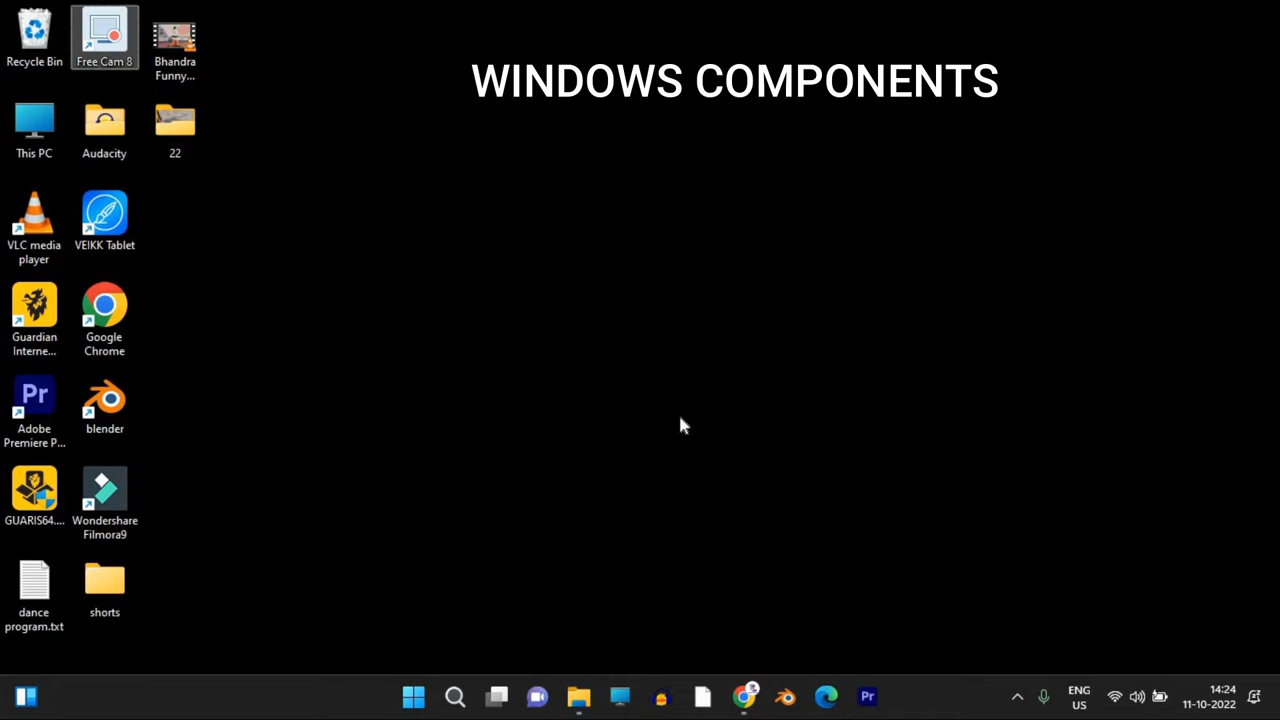 WINDOWS COMPONENTS
Recycle Bin
Free Cam 8
Bhandra
Funny...
This PC
Audacity
22
VLC media
player
VEIKK Tablet
Guardian
Interne...
Google
Chrome
Pr
Adobe
Premiere P...
blender
GUARIS64....
Wondershare
Filmora9
dance
program.txt
shorts
Pr
ENG
US
14:24
11-10-2022